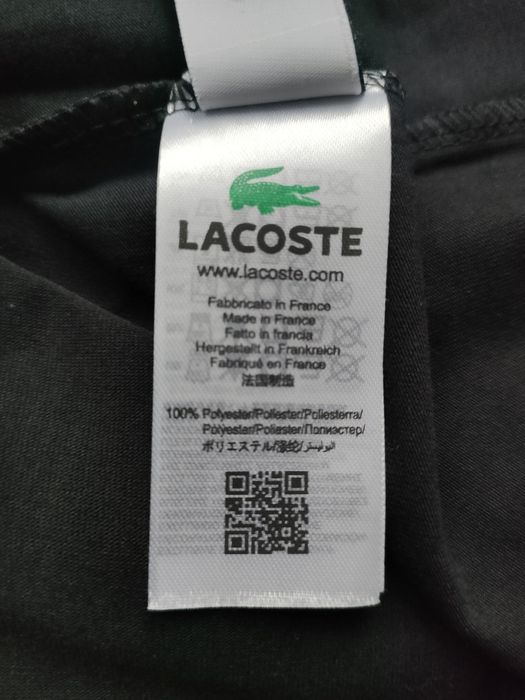 LACOSTE
www.lacoste.com
Fabbricato in France
Made in France
Fatto in francia
Hergestellt in Frankreich
Fabriqué en France
法国制造
100% Polyester/Poliester/Poliesterra/
Polyester/Poliester/Полиэстер/
ポリエステル/涤纶/البوليستر